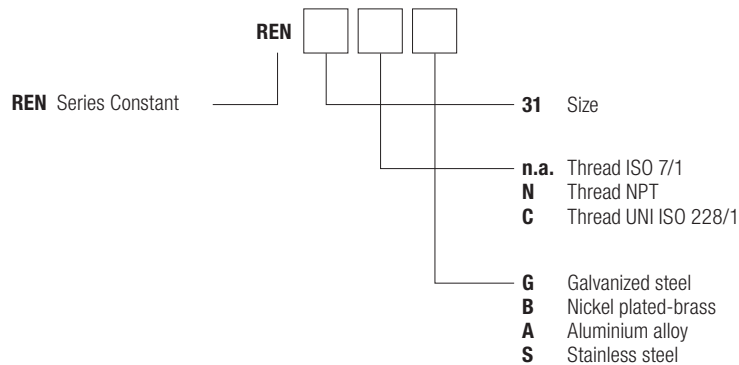 REN
REN Series Constant
31 Size
n.a. Thread ISO 7/1
N Thread NPT
C Thread UNI ISO 228/1
G Galvanized steel
B Nickel plated-brass
A Aluminium alloy
S Stainless steel